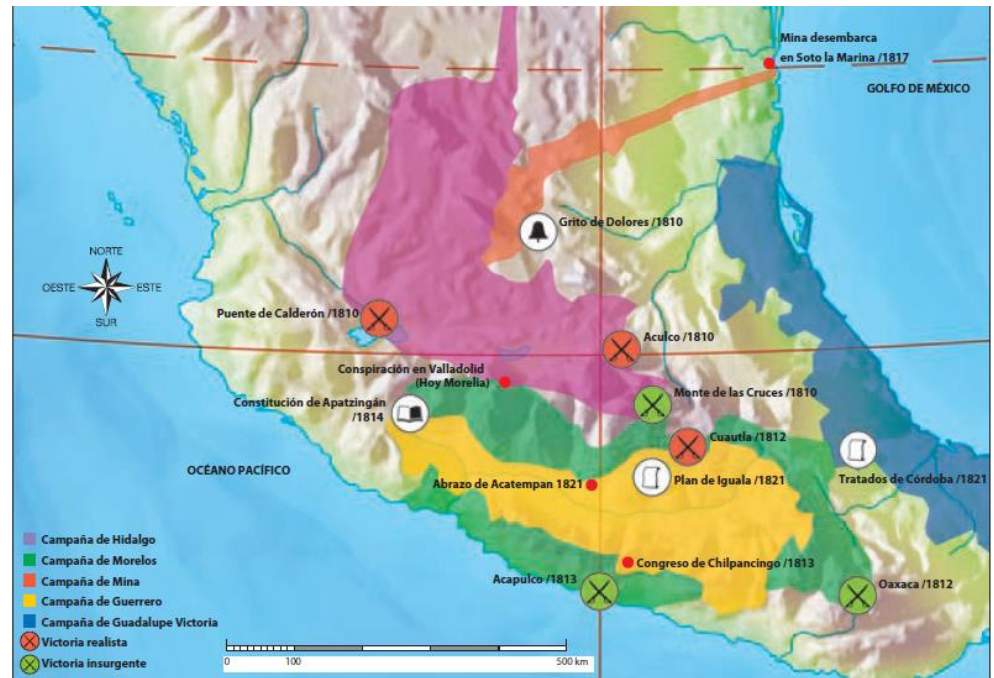 Mina desembarca
en Soto la Marina /1817
GOLFO DE MÉXICO
Grito de Dolores /1810
NORTE
OESTE
ESTE
SUR
Puente de Calderón /1810
Aculco /1810
Conspiración en Valladolid
(Hoy Morelia)
Monte de las Cruces /1810
Constitución de Apatzingán
/1814
Cuautla /1812
OCÉANO PACÍFICO
Abrazo de Acatempan 1821
Plan de Iguala /1821
Tratados de Córdoba /1821
Congreso de Chilpancingo /1813
Acapulco /1813
Oaxaca /1812
Campaña de Hidalgo
Campaña de Morelos
Campaña de Mina
Campaña de Guerrero
Campaña de Guadalupe Victoria
Victoria realista
Victoria insurgente
0 100 500 km